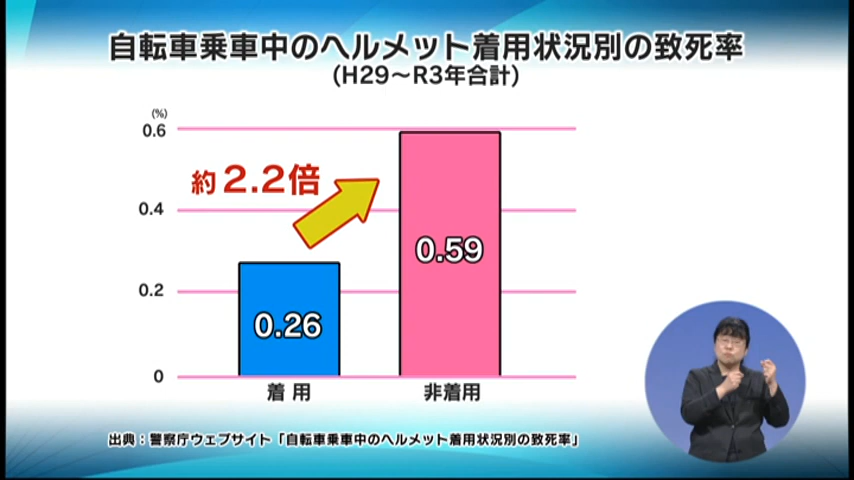 自転車乗車中のヘルメット着用状況別の致死率
(H29～R3年合計)
(%)
0.6
0.4
0.2
0
約2.2倍
0.26
0.59
着用
非着用
出典：警察庁ウェブサイト「自転車乗車中のヘルメット着用状況別の致死率」